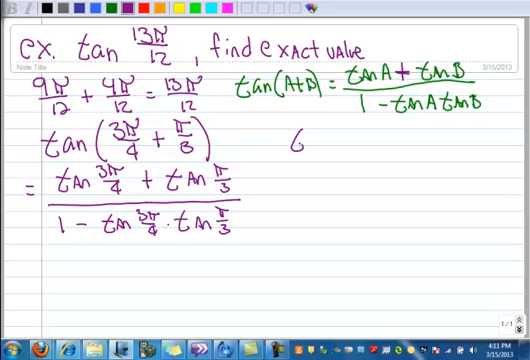 ex. tan 13π/12, find exact value
Note Title
3/15/2013
9π/12 + 4π/12 = 13π/12
tan(A+B) = tanA + tanB / 1 - tanA tanB
tan(3π/4 + π/3)
= tan 3π/4 + tan π/3 / 1 - tan 3π/4 · tan π/3
1/1
4:11 PM
3/15/2013